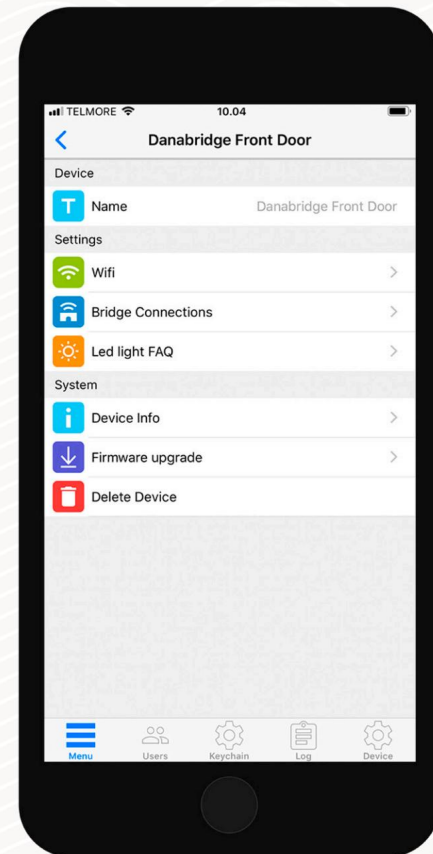 TELMORE 10.04
Danabridge Front Door
Device
T Name Danabridge Front Door
Settings
Wifi
Bridge Connections
Led light FAQ
System
i Device Info
Firmware upgrade
Delete Device
Menu Users Keychain Log Device